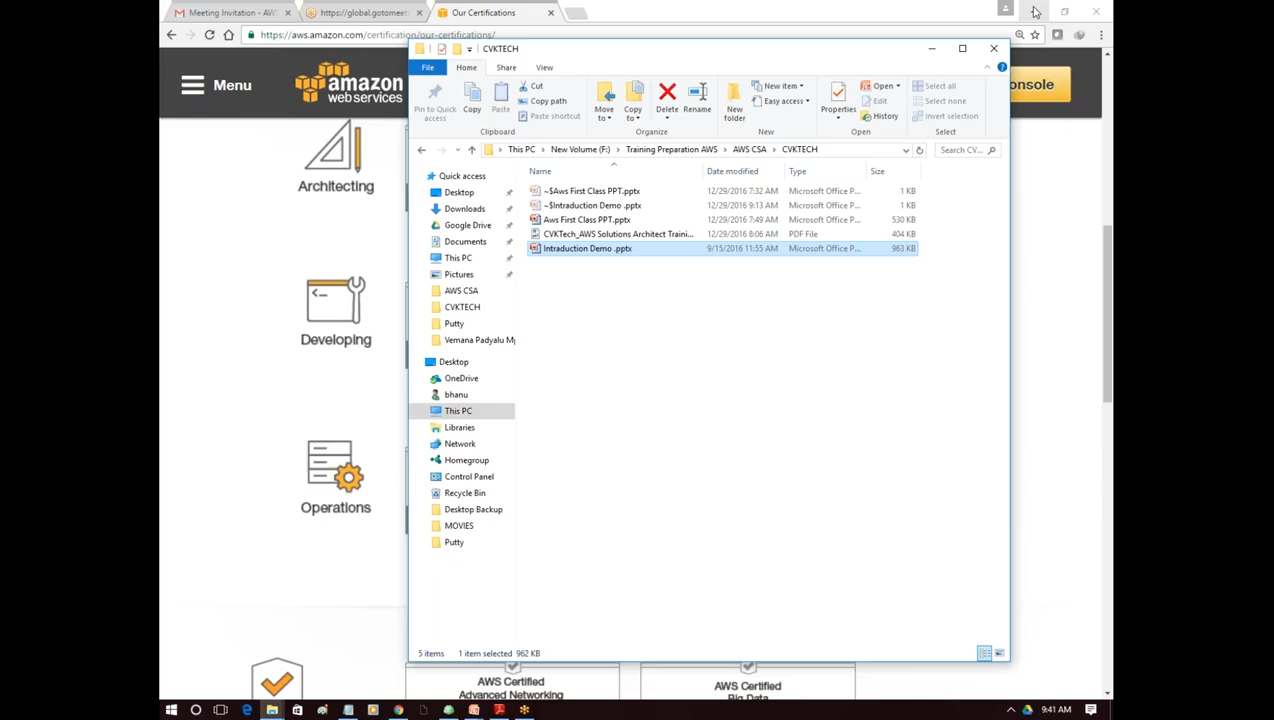 Meeting Invitation - AW
https://global.gotomeet
Our Certifications
https://aws.amazon.com/certification/our-certifications/
Menu
amazon
web services
onsole
Architecting
Developing
Operations
AWS Certified
Advanced Networking
AWS Certified
Big Data
CVKTECH
File
Home
Share
View
Pin to Quick
access
Copy
Paste
Cut
Copy path
Paste shortcut
Clipboard
Move
to
Copy
to
Delete
Rename
Organize
New
folder
New item
Easy access
New
Properties
Open
Edit
History
Open
Select all
Select none
Invert selection
Select
This PC > New Volume (F:) > Training Preparation AWS > AWS CSA > CVKTECH
Search CV...
Name Date modified Type Size
~$Aws First Class PPT.pptx 12/29/2016 7:32 AM Microsoft Office P... 1 KB
~$Intraduction Demo .pptx 12/29/2016 9:13 AM Microsoft Office P... 1 KB
Aws First Class PPT.pptx 12/29/2016 7:49 AM Microsoft Office P... 530 KB
CVKTech_AWS Solutions Architect Traini... 12/29/2016 8:06 AM PDF File 404 KB
Intraduction Demo .pptx 9/15/2016 11:55 AM Microsoft Office P... 963 KB
Quick access
Desktop
Downloads
Google Drive
Documents
This PC
Pictures
AWS CSA
CVKTECH
Putty
Vemana Padyalu Mp
Desktop
OneDrive
bhanu
This PC
Libraries
Network
Homegroup
Control Panel
Recycle Bin
Desktop Backup
MOVIES
Putty
5 items 1 item selected 962 KB
9:41 AM